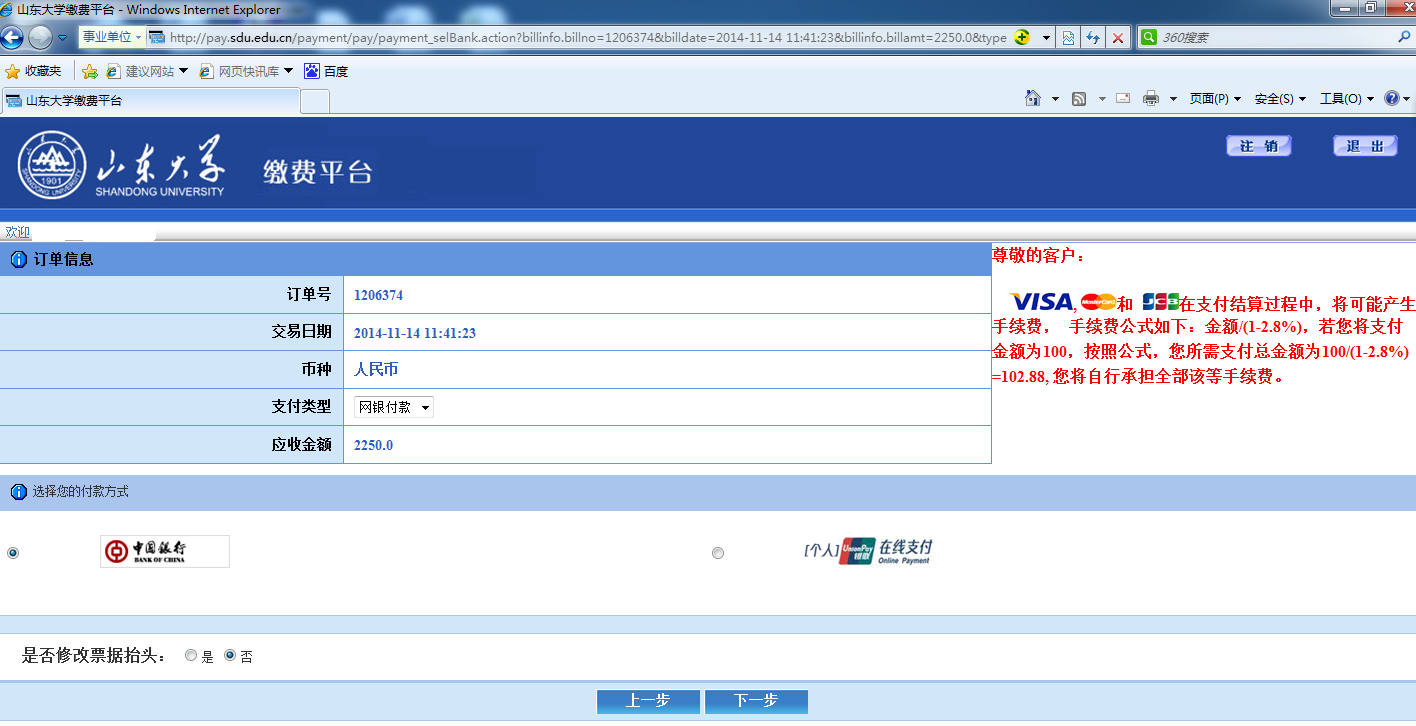 山东大学缴费平台 - Windows Internet Explorer
事业单位
http://pay.sdu.edu.cn/payment/pay/payment_selBank.action?billinfo.billno=1206374&billdate=2014-11-14 11:41:23&billinfo.billamt=2250.0&type
360搜索
收藏夹 建议网站 网页快讯库 百度
山东大学缴费平台
页面(P) 安全(S) 工具(O)
1901
山东大学
SHANDONG UNIVERSITY
缴费平台
注 销 退 出
欢迎
订单信息
订单号 1206374
交易日期 2014-11-14 11:41:23
币种 人民币
支付类型 网银付款
应收金额 2250.0
尊敬的客户：
VISA, MasterCard和 JCB在支付结算过程中，将可能产生
手续费， 手续费公式如下：金额/(1-2.8%)，若您将支付
金额为100，按照公式，您所需支付总金额为100/(1-2.8%)
=102.88, 您将自行承担全部该等手续费。
选择您的付款方式
中国银行
BANK OF CHINA
[个人] UnionPay 银联 在线支付
Online Payment
是否修改票据抬头： 是 否
上一步 下一步